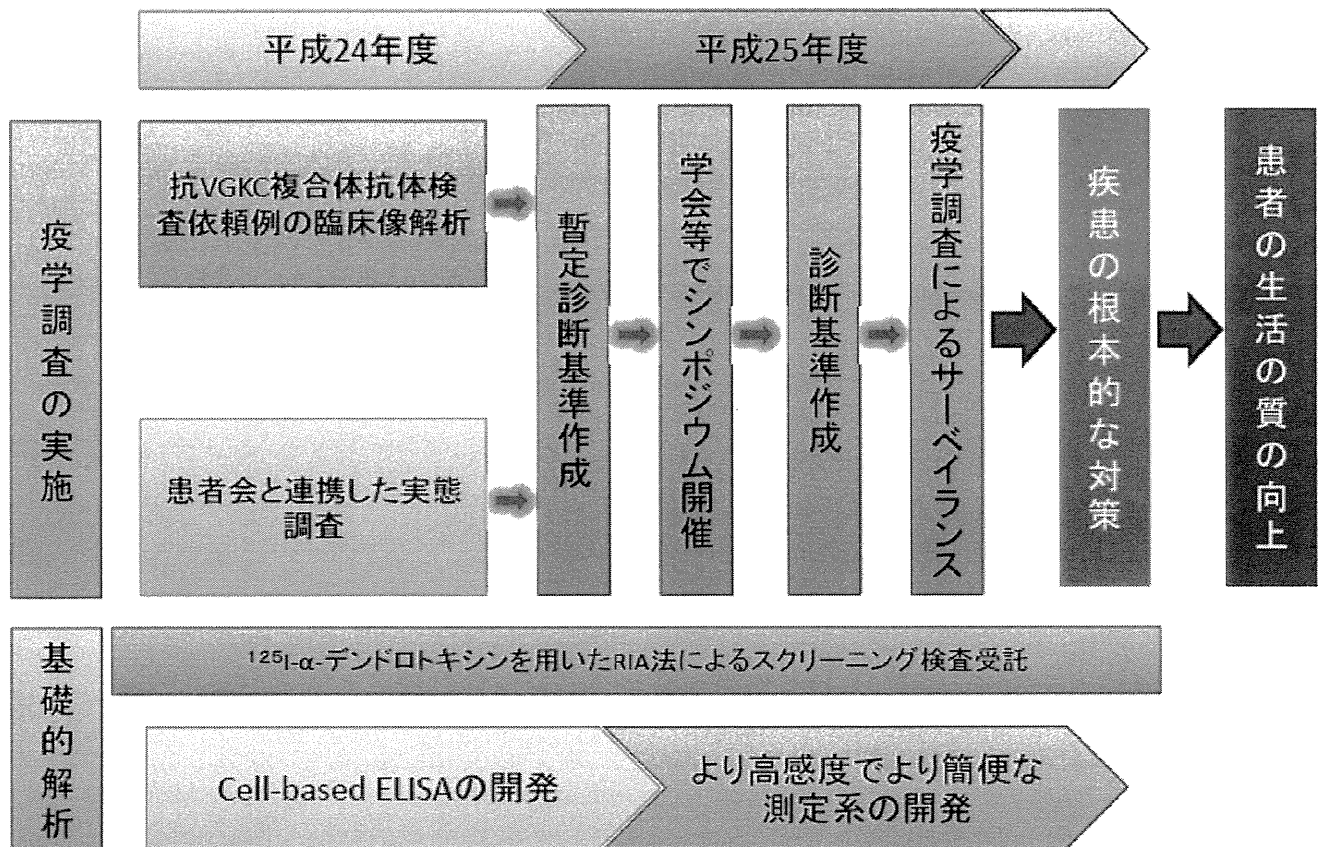 平成24年度
平成25年度
疫学調査の実施
抗VGKC複合体抗体検
査依頼例の臨床像解析
患者会と連携した実態
調査
暫定診断基準作成
学会等でシンポジウム開催
診断基準作成
疫学調査によるサーベイランス
疾患の根本的な対策
患者の生活の質の向上
基礎的解析
¹²⁵I-α-デンドロトキシンを用いたRIA法によるスクリーニング検査受託
Cell-based ELISAの開発
より高感度でより簡便な
測定系の開発